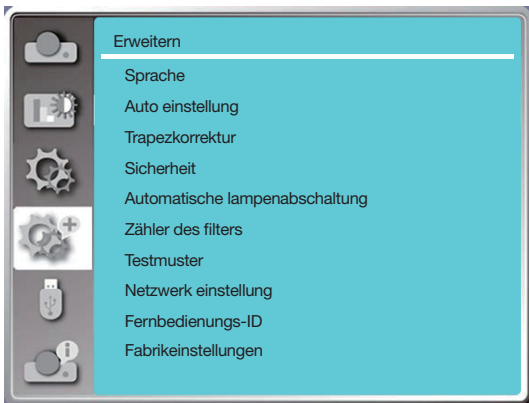 Erweitern
Sprache
Auto einstellung
Trapezkorrektur
Sicherheit
Automatische lampenabschaltung
Zähler des filters
Testmuster
Netzwerk einstellung
Fernbedienungs-ID
Fabrikeinstellungen